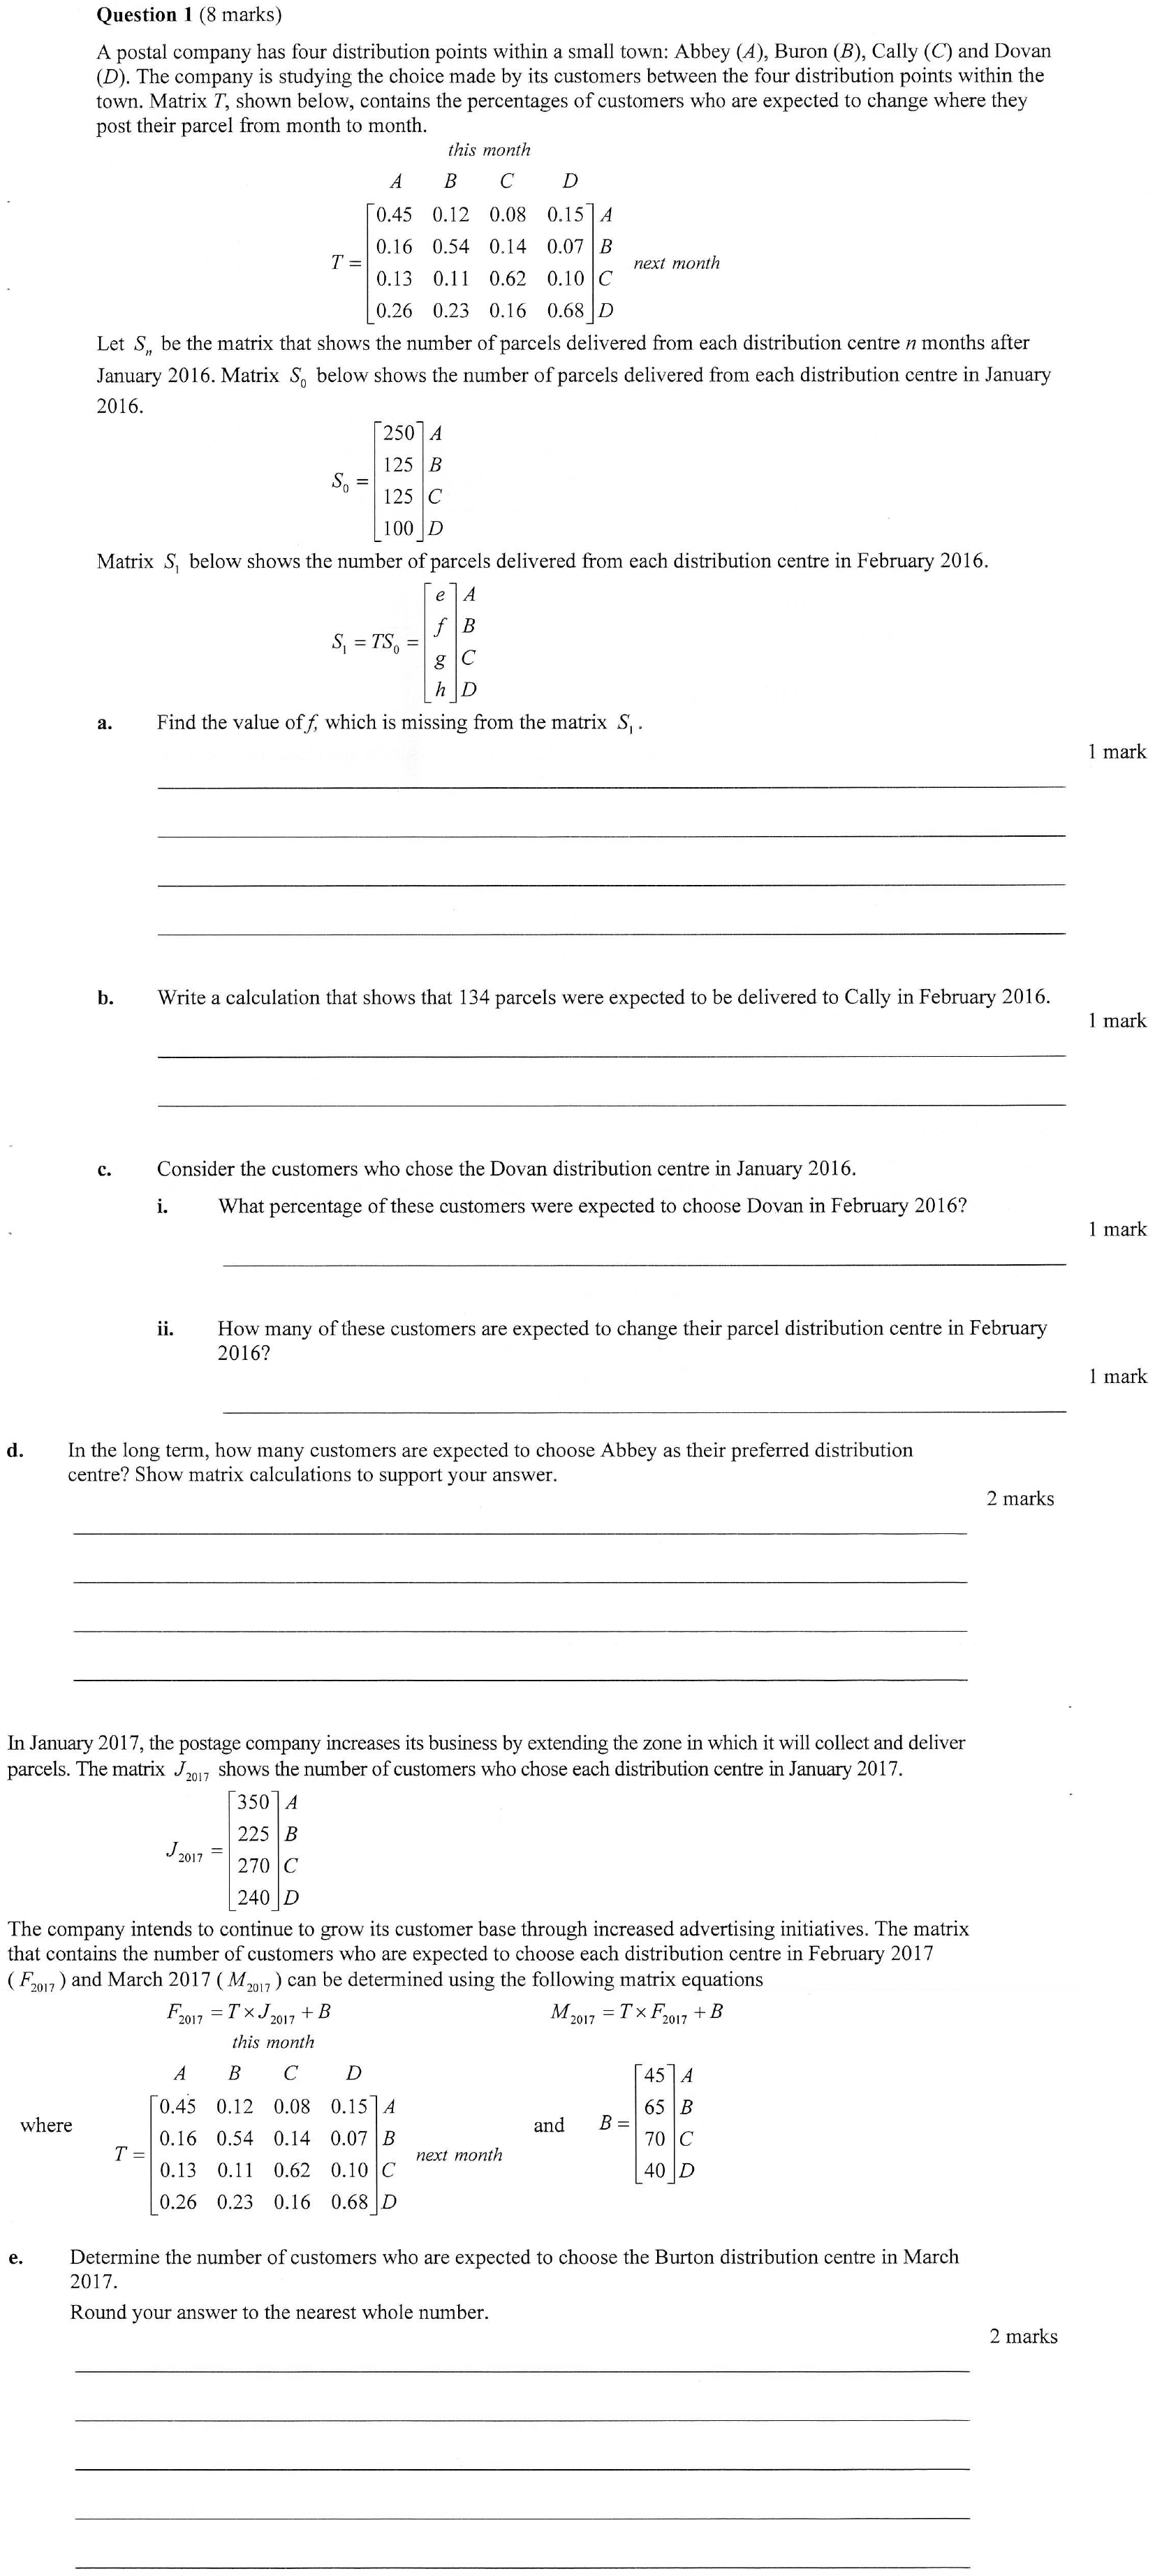 Question 1 (8 marks)
A postal company has four distribution points within a small town: Abbey (A), Buron (B), Cally (C) and Dovan
(D). The company is studying the choice made by its customers between the four distribution points within the
town. Matrix T, shown below, contains the percentages of customers who are expected to change where they
post their parcel from month to month.
this month
A B C D
0.45 0.12 0.08 0.15 A
0.16 0.54 0.14 0.07 B
T = next month
0.13 0.11 0.62 0.10 C
0.26 0.23 0.16 0.68 D
Let Sₙ be the matrix that shows the number of parcels delivered from each distribution centre n months after
January 2016. Matrix S₀ below shows the number of parcels delivered from each distribution centre in January
2016.
250 A
125 B
S₀ =
125 C
100 D
Matrix S₁ below shows the number of parcels delivered from each distribution centre in February 2016.
e A
f B
S₁ = TS₀ =
g C
h D
a. Find the value of f, which is missing from the matrix S₁ .
1 mark
b. Write a calculation that shows that 134 parcels were expected to be delivered to Cally in February 2016.
1 mark
c. Consider the customers who chose the Dovan distribution centre in January 2016.
i. What percentage of these customers were expected to choose Dovan in February 2016?
1 mark
ii. How many of these customers are expected to change their parcel distribution centre in February
2016?
1 mark
d. In the long term, how many customers are expected to choose Abbey as their preferred distribution
centre? Show matrix calculations to support your answer.
2 marks
In January 2017, the postage company increases its business by extending the zone in which it will collect and deliver
parcels. The matrix J₂₀₁₇ shows the number of customers who chose each distribution centre in January 2017.
350 A
225 B
J₂₀₁₇ =
270 C
240 D
The company intends to continue to grow its customer base through increased advertising initiatives. The matrix
that contains the number of customers who are expected to choose each distribution centre in February 2017
( F₂₀₁₇ ) and March 2017 ( M₂₀₁₇ ) can be determined using the following matrix equations
F₂₀₁₇ = T × J₂₀₁₇ + B M₂₀₁₇ = T × F₂₀₁₇ + B
this month
A B C D
45 A
0.45 0.12 0.08 0.15 A
65 B
where and B =
0.16 0.54 0.14 0.07 B
T = next month
70 C
0.13 0.11 0.62 0.10 C
40 D
0.26 0.23 0.16 0.68 D
e. Determine the number of customers who are expected to choose the Burton distribution centre in March
2017.
Round your answer to the nearest whole number.
2 marks